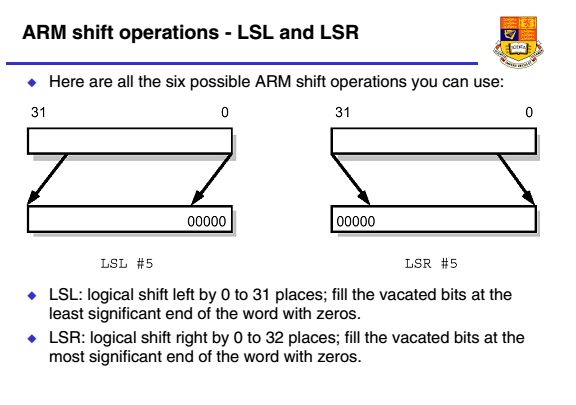 ARM shift operations - LSL and LSR
Here are all the six possible ARM shift operations you can use:
31 0
31 0
00000
00000
LSL #5
LSR #5
LSL: logical shift left by 0 to 31 places; fill the vacated bits at the
least significant end of the word with zeros.
LSR: logical shift right by 0 to 32 places; fill the vacated bits at the
most significant end of the word with zeros.